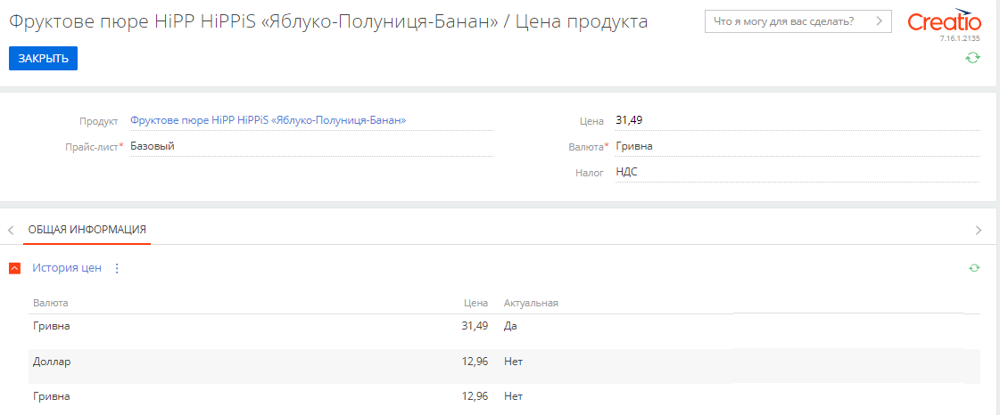 Фруктове пюре HiPP HiPPiS «Яблуко-Полуниця-Банан» / Цена продукта
Что я могу для вас сделать?
Creatio
7.16.1.2135
ЗАКРЫТЬ
Продукт Фруктове пюре HiPP HiPPiS «Яблуко-Полуниця-Банан»
Цена 31,49
Прайс-лист* Базовый
Валюта* Гривна
Налог НДС
ОБЩАЯ ИНФОРМАЦИЯ
История цен
Валюта Цена Актуальная
Гривна 31,49 Да
Доллар 12,96 Нет
Гривна 12,96 Нет